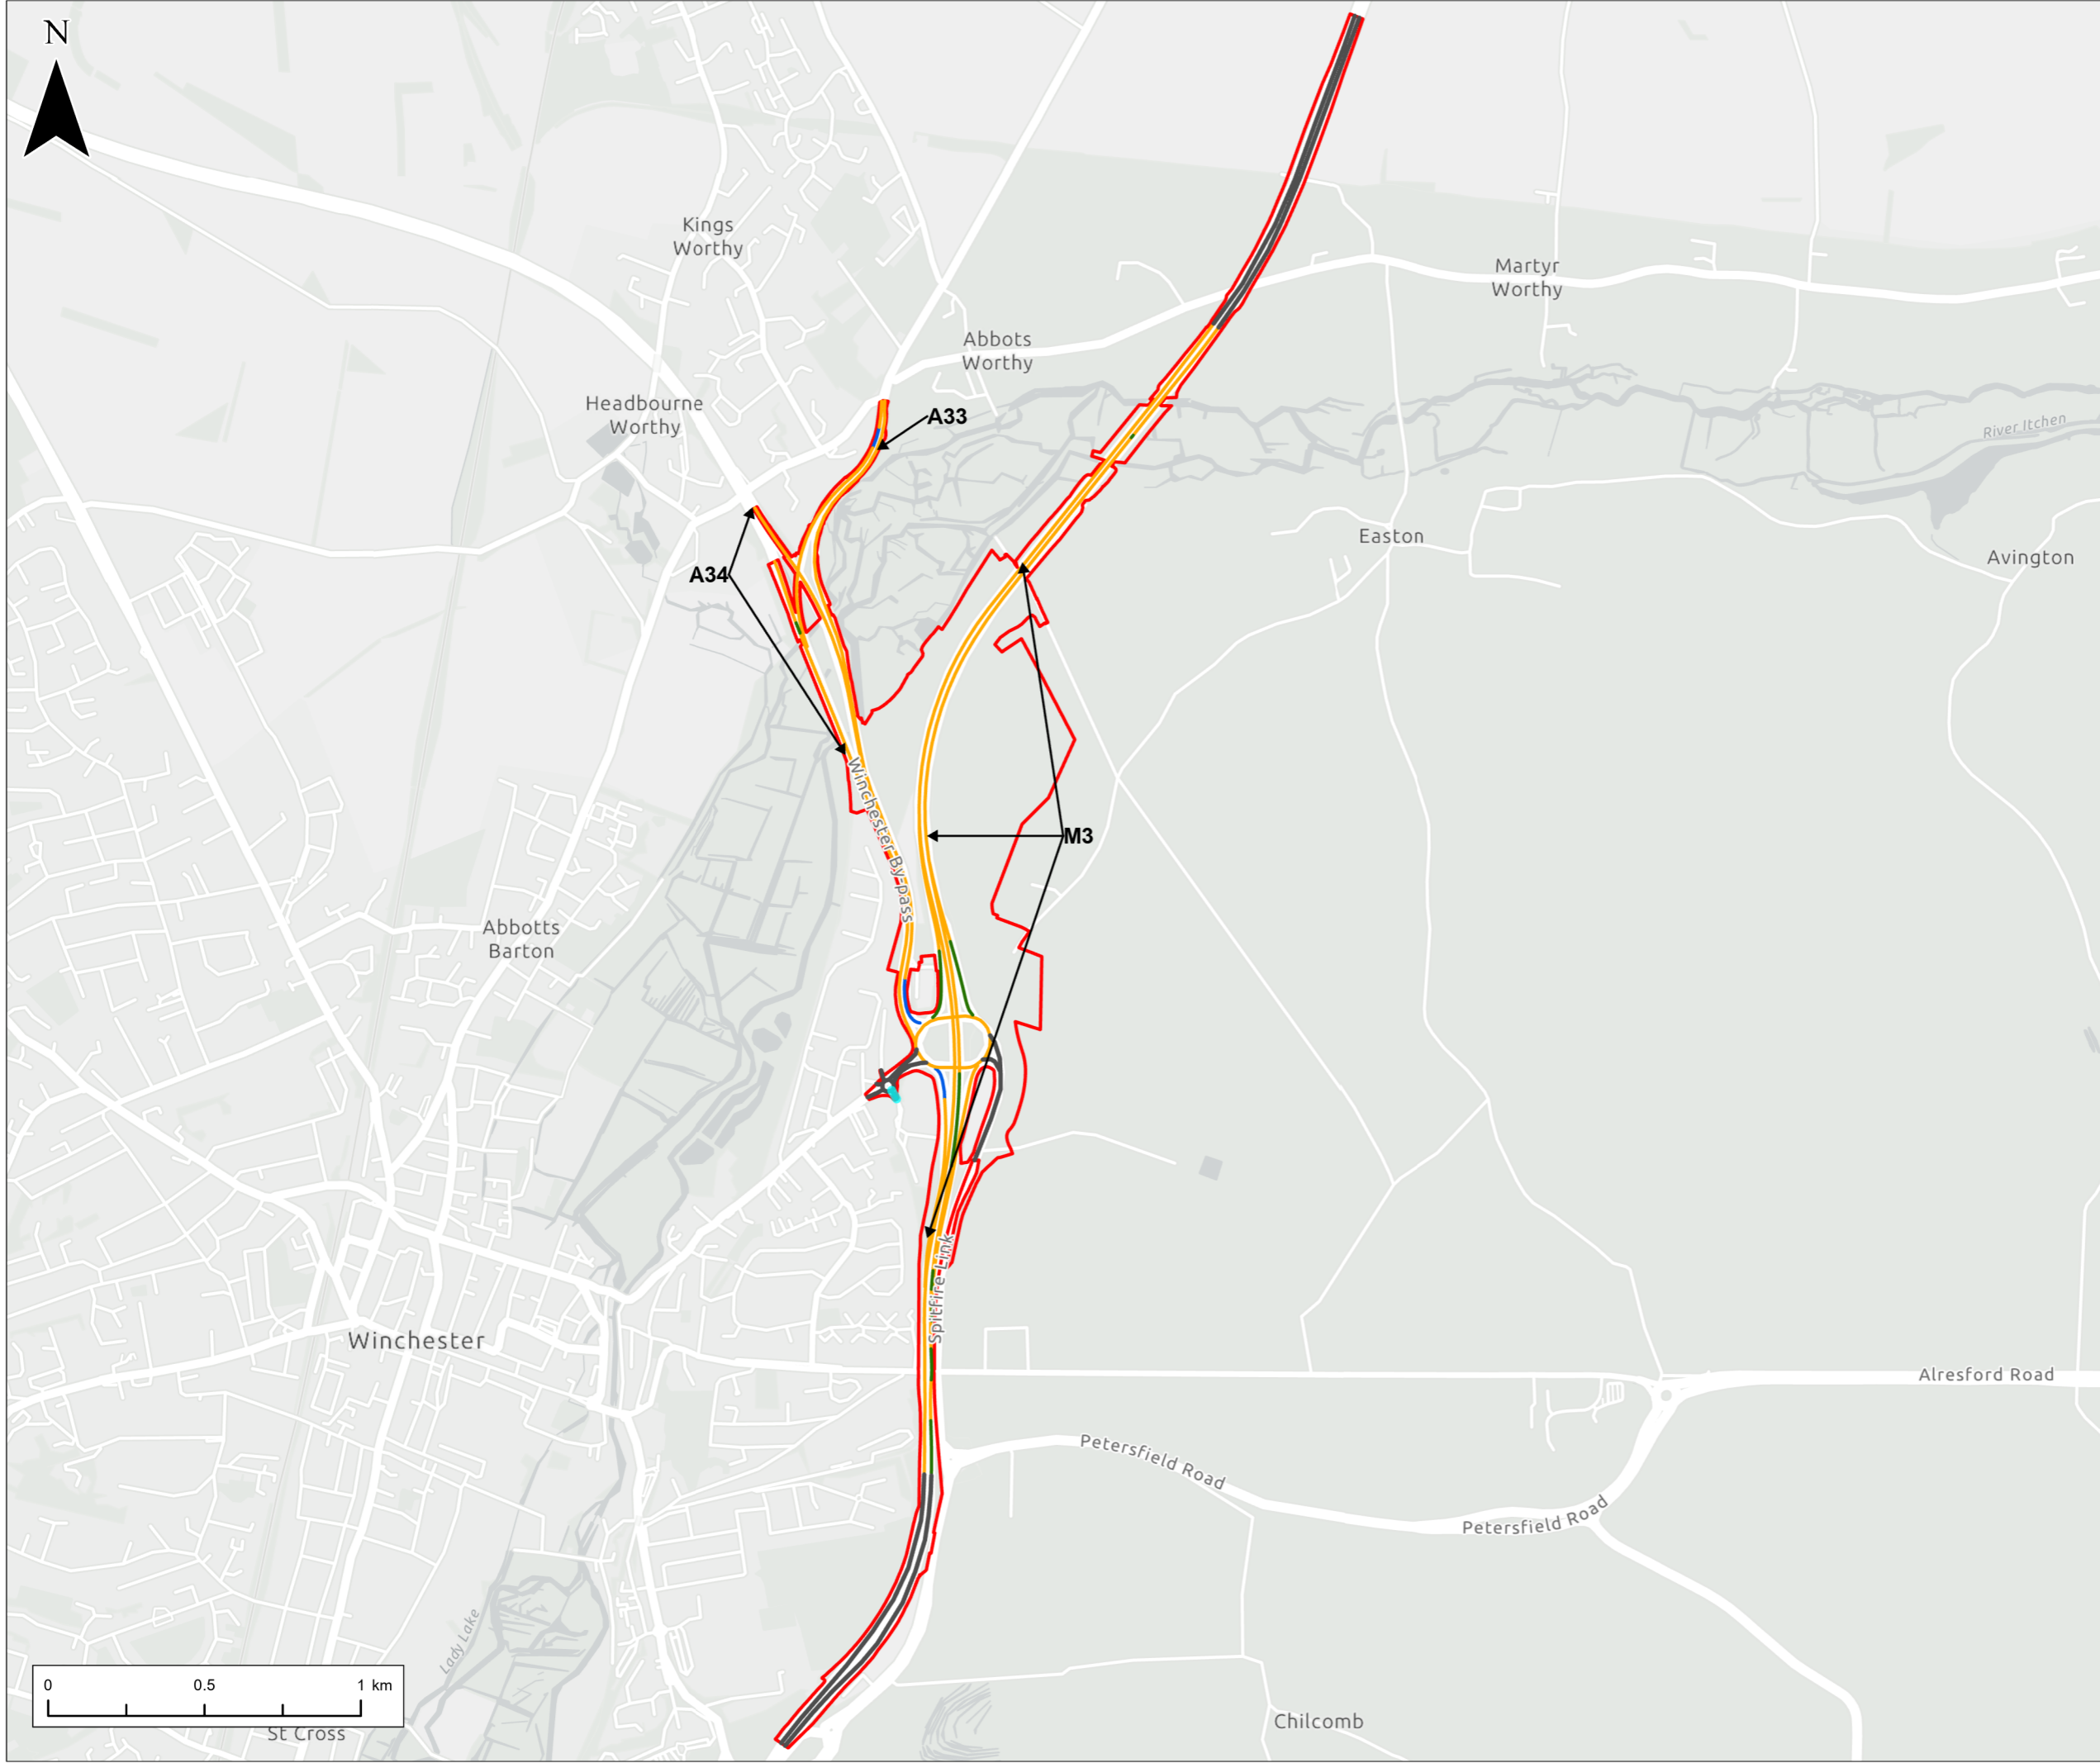 N
Kings
Worthy
Martyr
Worthy
Abbots
Worthy
Headbourne
Worthy
A33
River Itchen
Easton
Avington
A34
Winchester By-pass
M3
Abbotts
Barton
Spitfire Link
Winchester
Alresford Road
Petersfield Road
Petersfield Road
Lady Lake
0 0.5 1 km
St Cross
Chilcomb